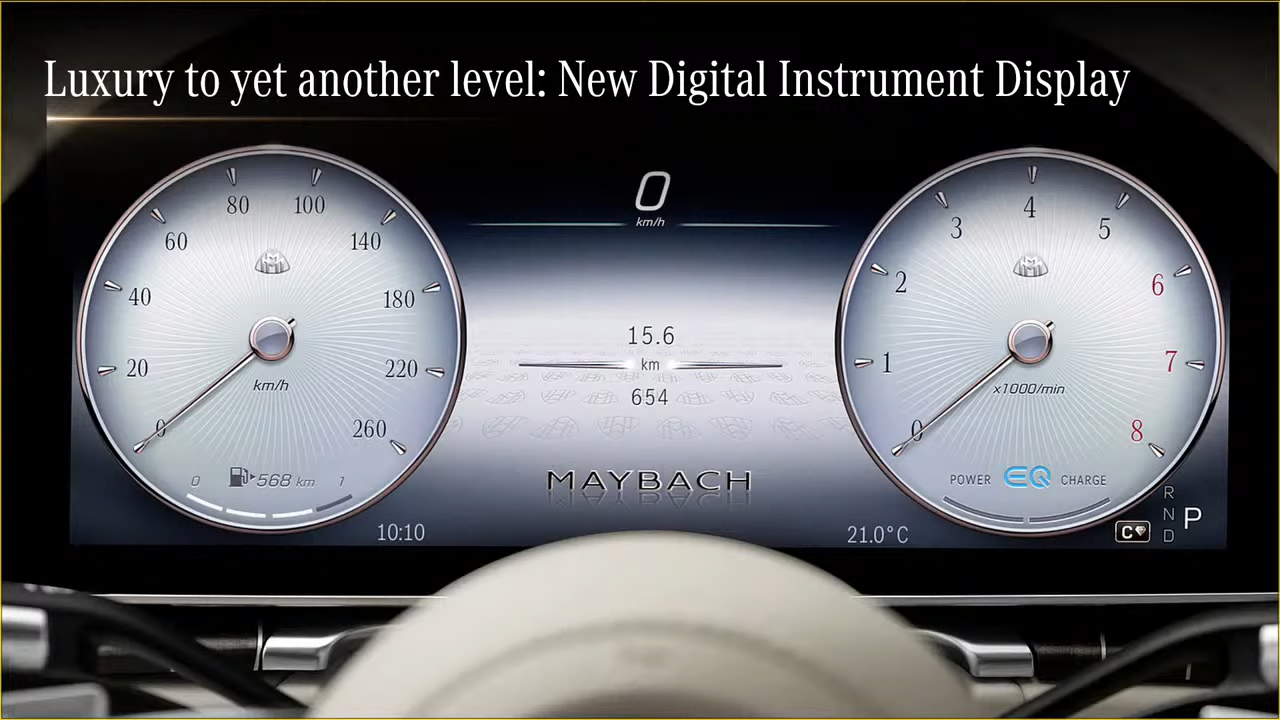 Luxury to yet another level: New Digital Instrument Display
0
km/h
80 100
60 140
40 180
20 220
0 260
km/h
0 568 km 1
10:10
15.6
km
654
MAYBACH
4
3 5
2 6
1 7
0 8
x1000/min
POWER EQ CHARGE
21.0°C
C
R
N P
D